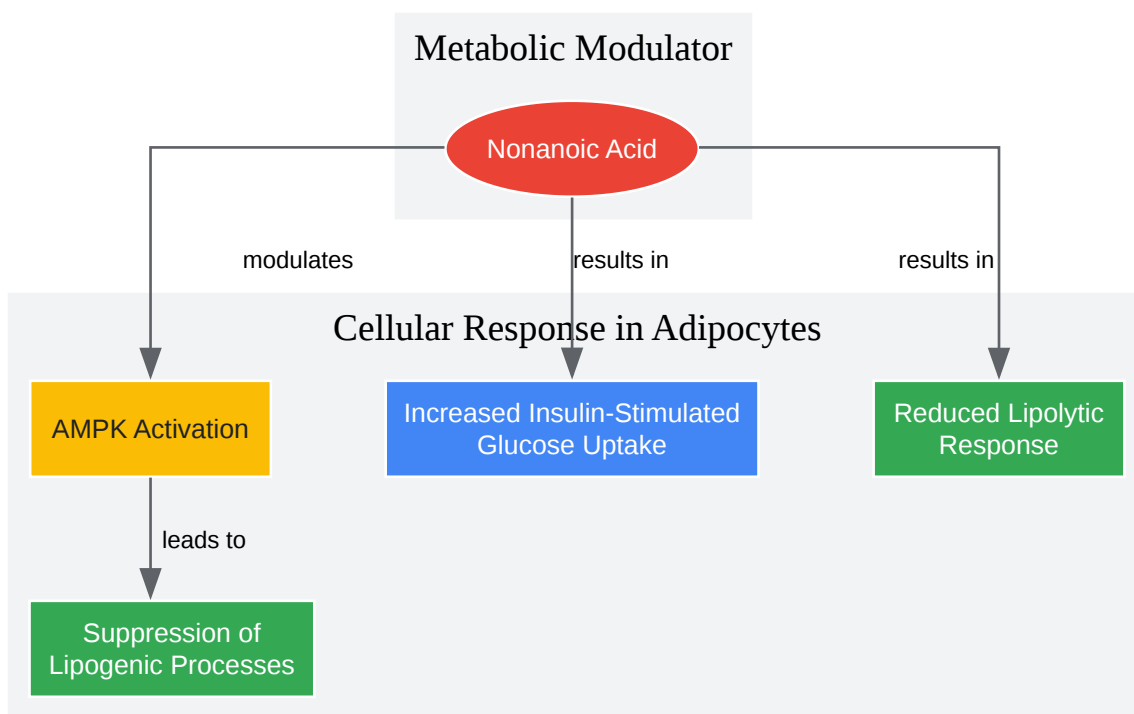 Metabolic Modulator
Nonanoic Acid
modulates
results in
results in
Cellular Response in Adipocytes
AMPK Activation
Increased Insulin-Stimulated
Glucose Uptake
Reduced Lipolytic
Response
leads to
Suppression of
Lipogenic Processes